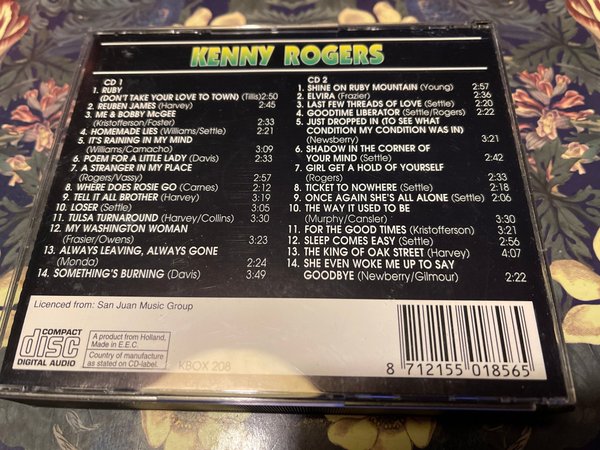 KENNY ROGERS
CD 1
1. RUBY
(DON'T TAKE YOUR LOVE TO TOWN) (Tillis) 2:50
2. REUBEN JAMES (Harvey) 2:45
3. ME & BOBBY McGEE
(Kristofferson/Foster) 2:33
4. HOMEMADE LIES (Williams/Settle) 2:21
5. IT'S RAINING IN MY MIND
(Williams/Camacho) 3:09
6. POEM FOR A LITTLE LADY (Davis) 2:33
7. A STRANGER IN MY PLACE
(Rogers/Vassy) 2:57
8. WHERE DOES ROSIE GO (Carnes) 2:12
9. TELL IT ALL BROTHER (Harvey) 3:19
10. LOSER (Settle) 3:05
11. TULSA TURNAROUND (Harvey/Collins) 3:30
12. MY WASHINGTON WOMAN
(Frasier/Owens) 3:23
13. ALWAYS LEAVING, ALWAYS GONE
(Monda) 2:24
14. SOMETHING'S BURNING (Davis) 3:49
CD 2
1. SHINE ON RUBY MOUNTAIN (Young) 2:57
2. ELVIRA (Frazier) 2:36
3. LAST FEW THREADS OF LOVE (Settle) 2:20
4. GOODTIME LIBERATOR (Settle/Rogers) 2:22
5. JUST DROPPED IN (TO SEE WHAT
CONDITION MY CONDITION WAS IN)
(Newsberry) 3:21
6. SHADOW IN THE CORNER OF
YOUR MIND (Settle) 2:42
7. GIRL GET A HOLD OF YOURSELF
(Rogers) 2:33
8. TICKET TO NOWHERE (Settle) 2:18
9. ONCE AGAIN SHE'S ALL ALONE (Settle) 2:06
10. THE WAY IT USED TO BE
(Murphy/Cansler) 3:30
11. FOR THE GOOD TIMES (Kristofferson) 3:21
12. SLEEP COMES EASY (Settle) 2:56
13. THE KING OF OAK STREET (Harvey) 4:07
14. SHE EVEN WOKE ME UP TO SAY
GOODBYE (Newberry/Gilmour) 2:22
Licenced from: San Juan Music Group
COMPACT
disc
DIGITAL AUDIO
A product from Holland,
Made in E.E.C.
Country of manufacture
as stated on CD-label.
KBOX 208
8 712155 018565